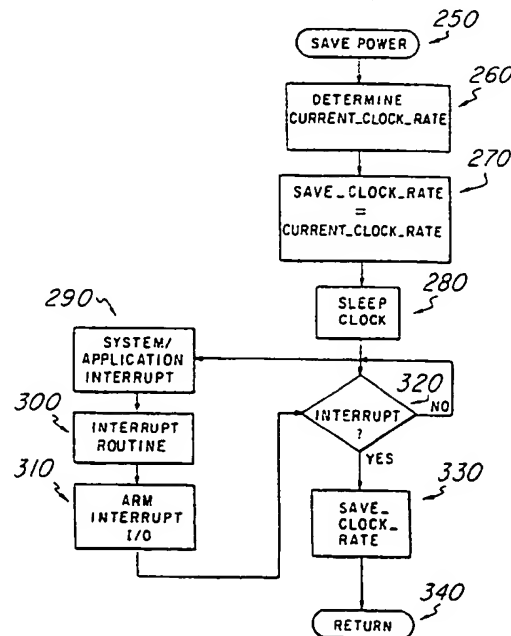 SAVE POWER
250
DETERMINE
CURRENT_CLOCK_RATE
260
SAVE_CLOCK_RATE
=
CURRENT_CLOCK_RATE
270
SLEEP
CLOCK
280
290
SYSTEM/
APPLICATION
INTERRUPT
300
INTERRUPT
ROUTINE
310
ARM
INTERRUPT
I/O
320
INTERRUPT
?
NO
YES
330
SAVE_
CLOCK_
RATE
340
RETURN